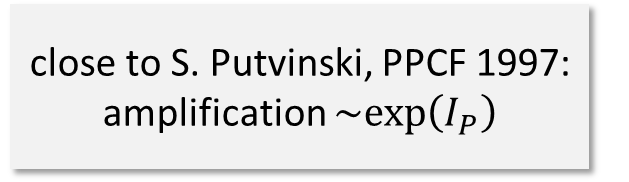 close to S. Putvinski, PPCF 1997:
amplification ~exp(I_P)